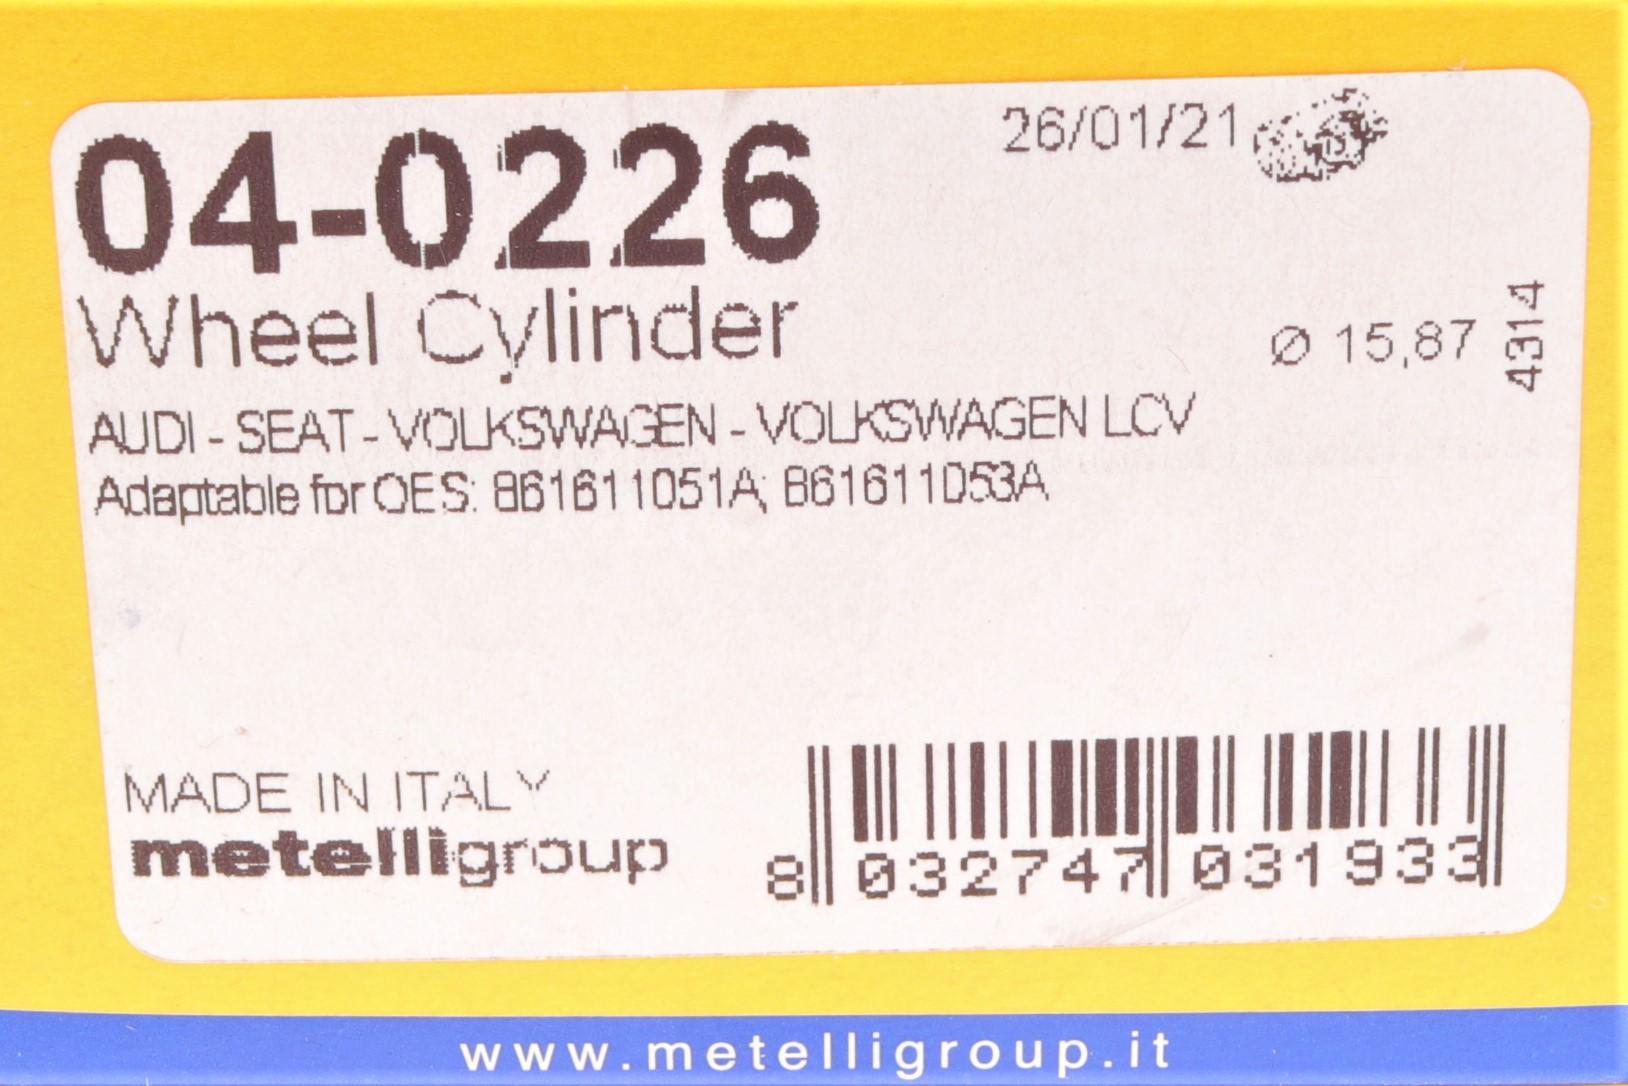 04-0226
26/01/21
Wheel Cylinder
Ø 15,87
4314
AUDI - SEAT - VOLKSWAGEN - VOLKSWAGEN LCV
Adaptable for OES: 861611051A; 861611053A
MADE IN ITALY
metelligroup
8 032747 031933
www.metelligroup.it